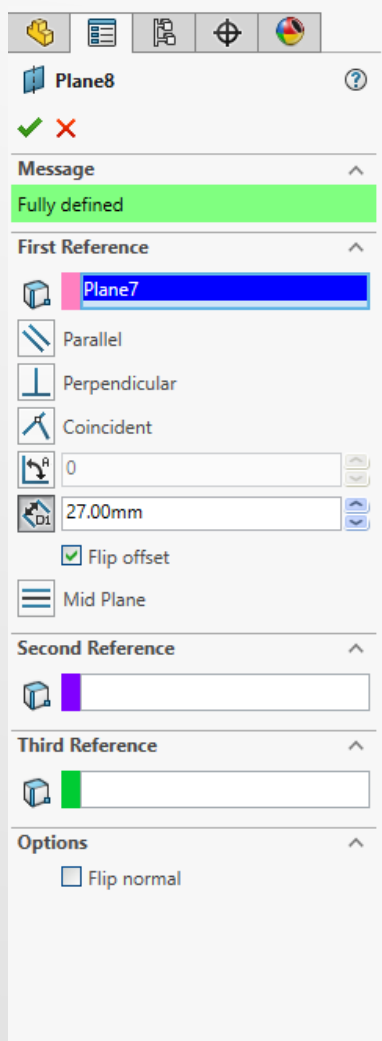 Plane8
Message
Fully defined
First Reference
Plane7
Parallel
Perpendicular
Coincident
0
27.00mm
Flip offset
Mid Plane
Second Reference
Third Reference
Options
Flip normal